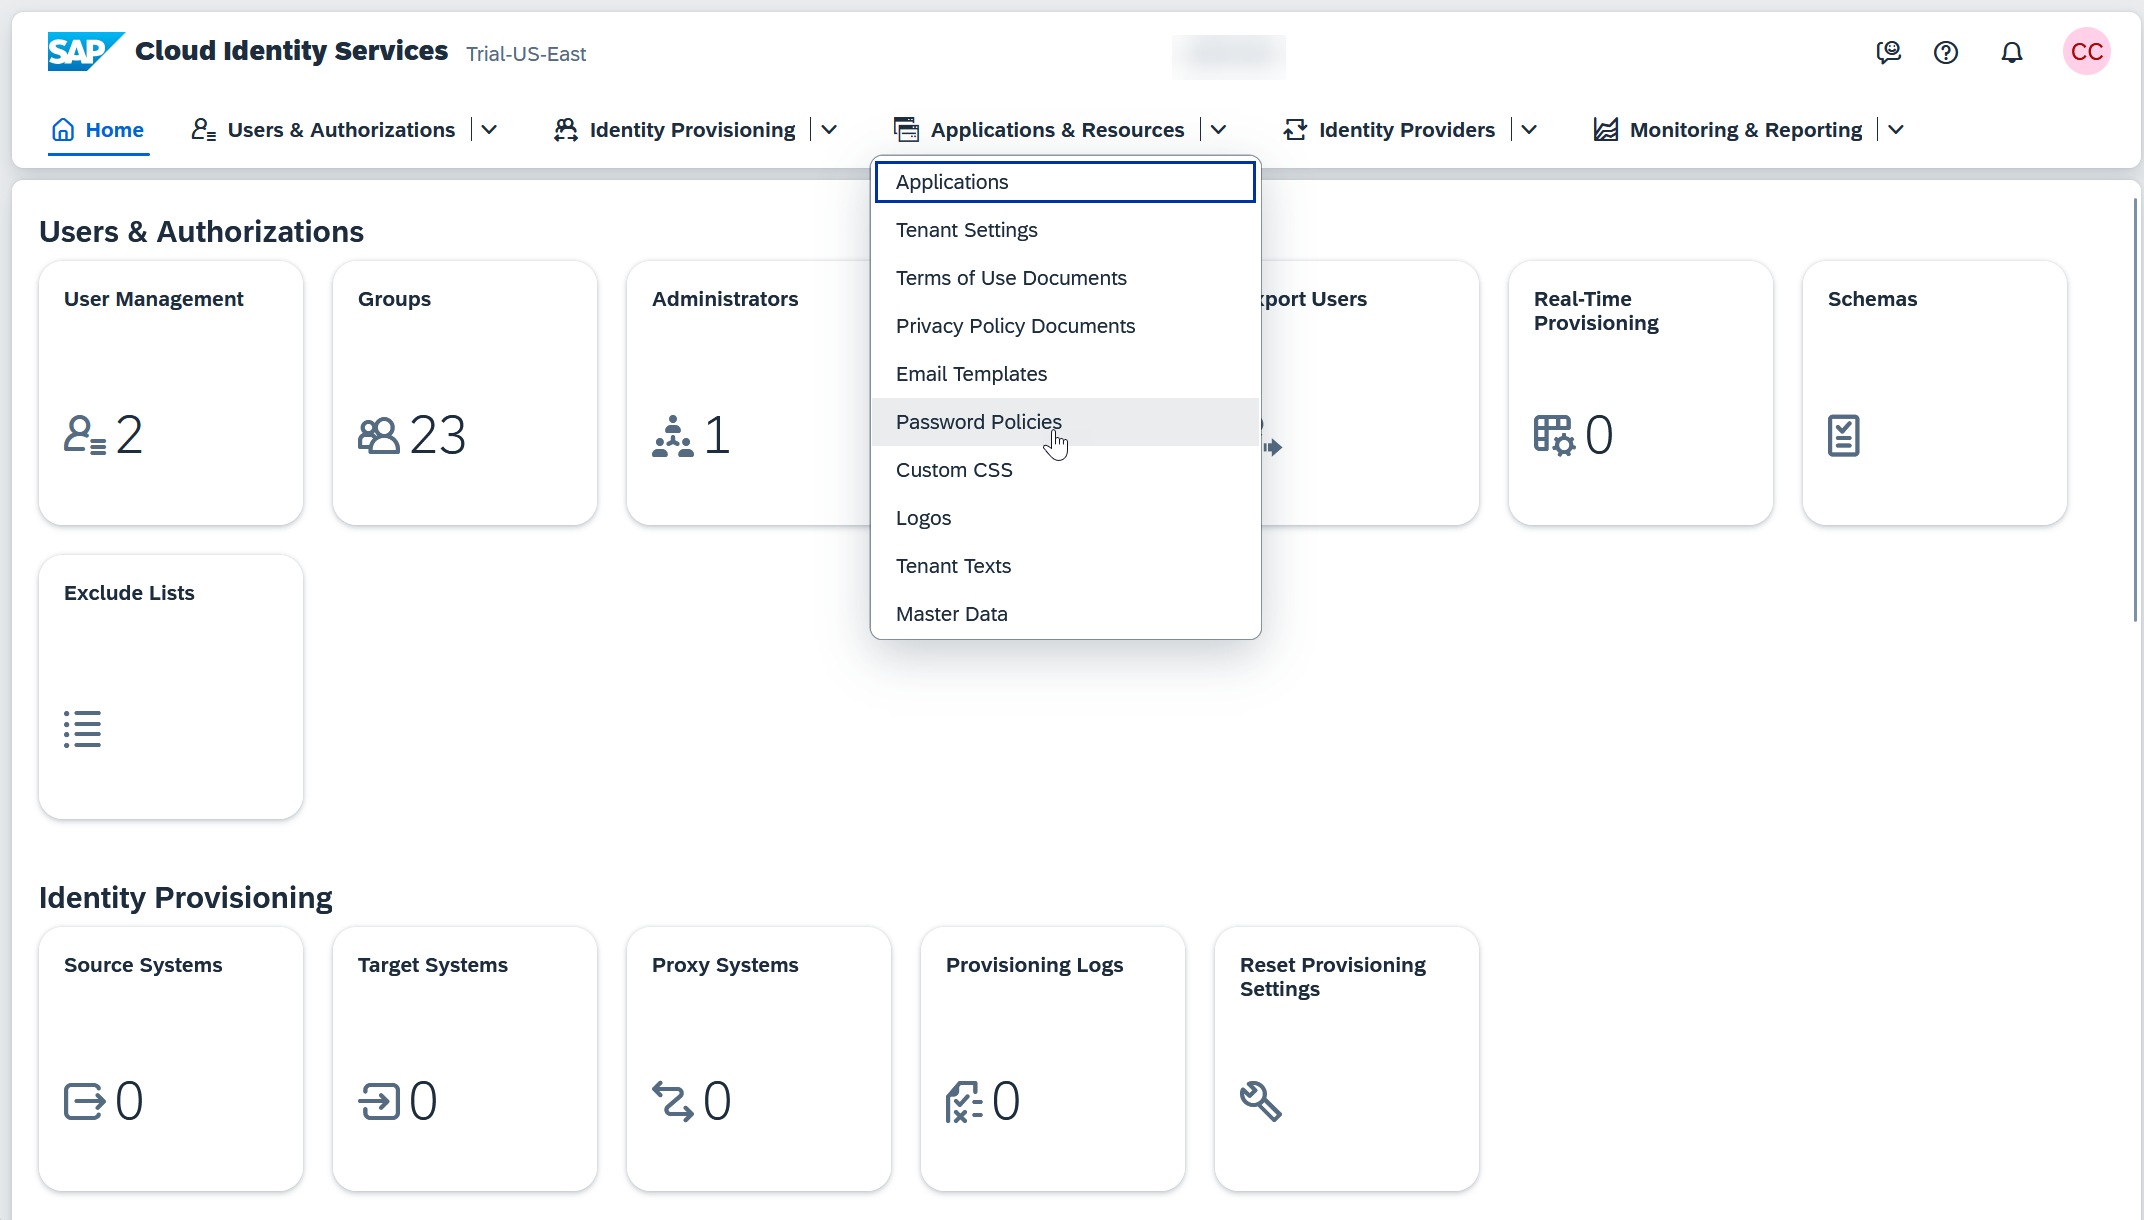 SAP Cloud Identity Services Trial-US-East
CC
Home
Users & Authorizations
Identity Provisioning
Applications & Resources
Identity Providers
Monitoring & Reporting
Applications
Tenant Settings
Terms of Use Documents
Privacy Policy Documents
Email Templates
Password Policies
Custom CSS
Logos
Tenant Texts
Master Data
Users & Authorizations
User Management
2
Groups
23
Administrators
1
port Users
Real-Time
Provisioning
0
Schemas
Exclude Lists
Identity Provisioning
Source Systems
0
Target Systems
0
Proxy Systems
0
Provisioning Logs
0
Reset Provisioning
Settings